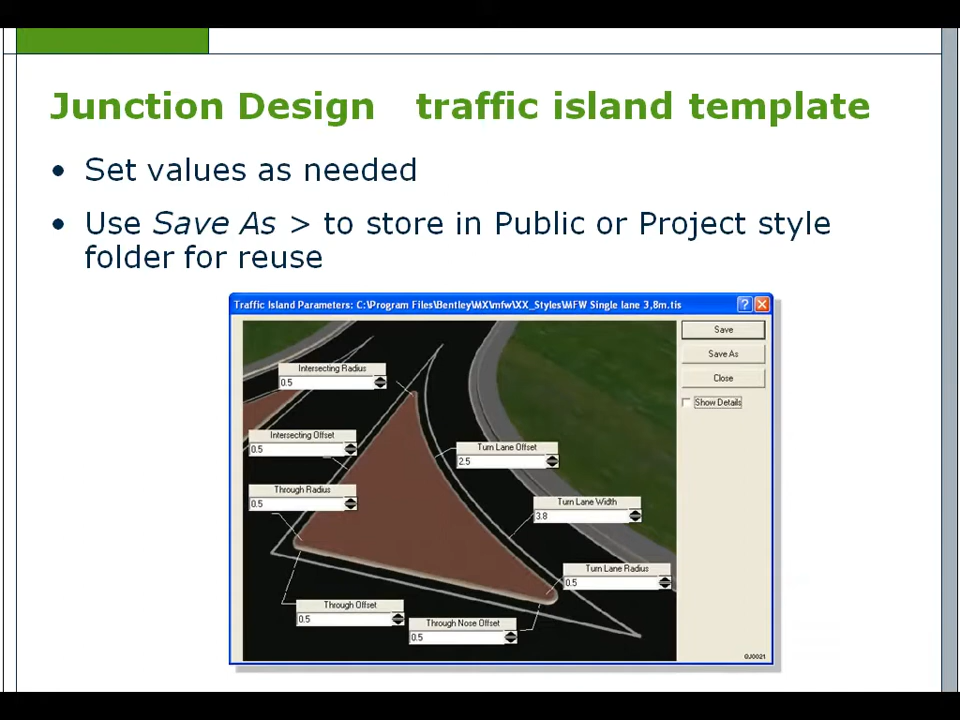 Junction Design traffic island template
• Set values as needed
• Use Save As > to store in Public or Project style
folder for reuse
Traffic Island Parameters: C:\Program Files\Bentley\MX\mfw\XX_Styles\MFW Single lane 3,8m.tis
Save
Save As
Close
Show Details
Intersecting Radius
0.5
Intersecting Offset
0.5
Turn Lane Offset
2.5
Through Radius
0.5
Turn Lane Width
3.8
Turn Lane Radius
0.5
Through Offset
0.5
Through Nose Offset
0.5
GJ0021